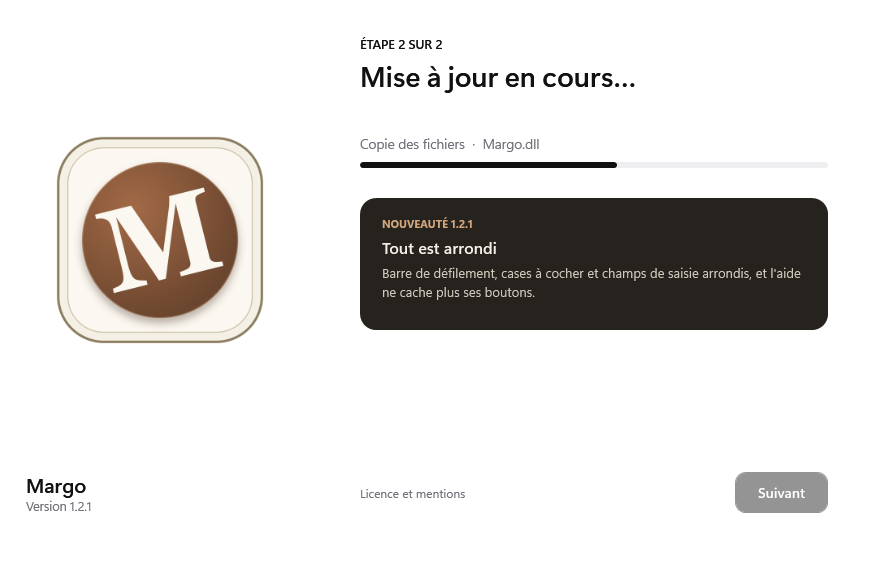 ÉTAPE 2 SUR 2
Mise à jour en cours...
Copie des fichiers · Margo.dll
M
NOUVEAUTÉ 1.2.1
Tout est arrondi
Barre de défilement, cases à cocher et champs de saisie arrondis, et l'aide
ne cache plus ses boutons.
Margo
Version 1.2.1
Licence et mentions
Suivant